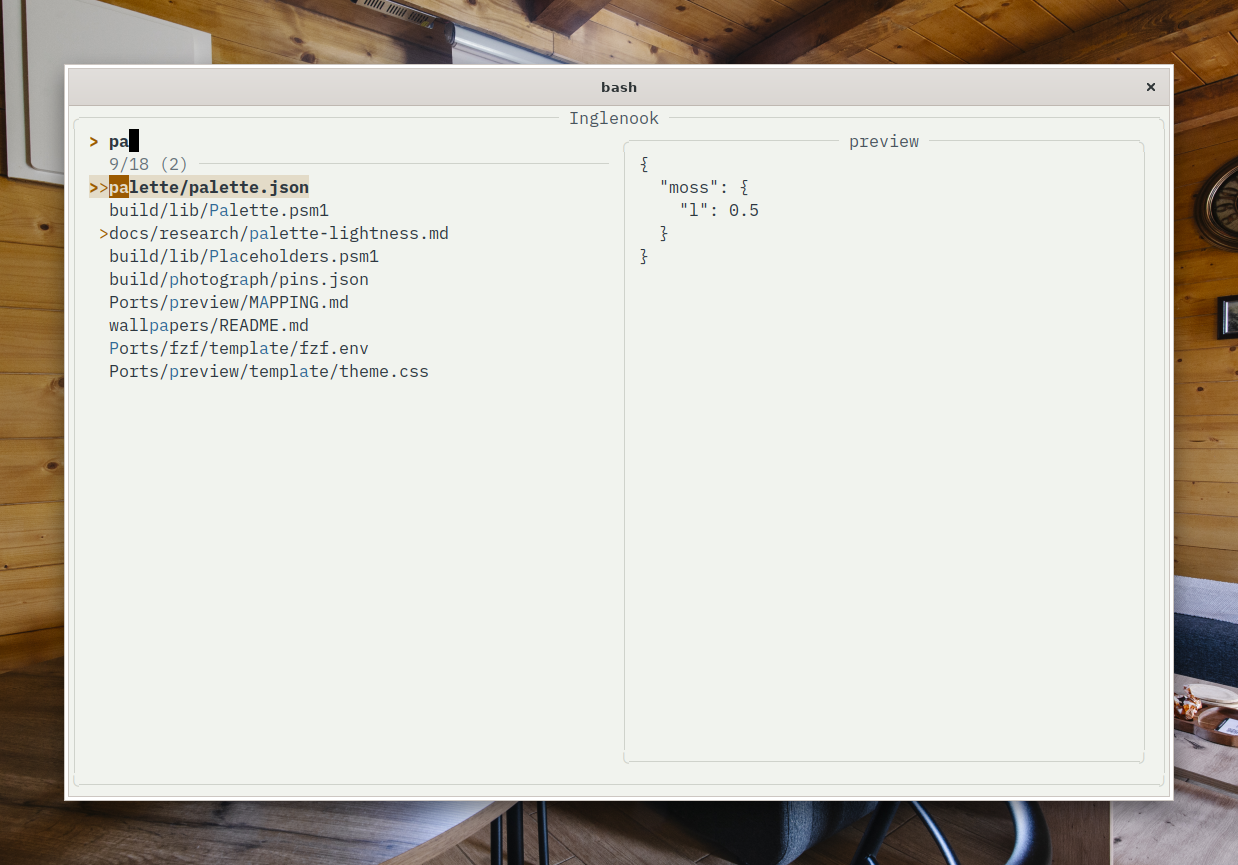 bash ×
Inglenook
> pa
9/18 (2)
>>palette/palette.json
build/lib/Palette.psm1
>docs/research/palette-lightness.md
build/lib/Placeholders.psm1
build/photograph/pins.json
Ports/preview/MAPPING.md
wallpapers/README.md
Ports/fzf/template/fzf.env
Ports/preview/template/theme.css
preview
{
"moss": {
"l": 0.5
}
}